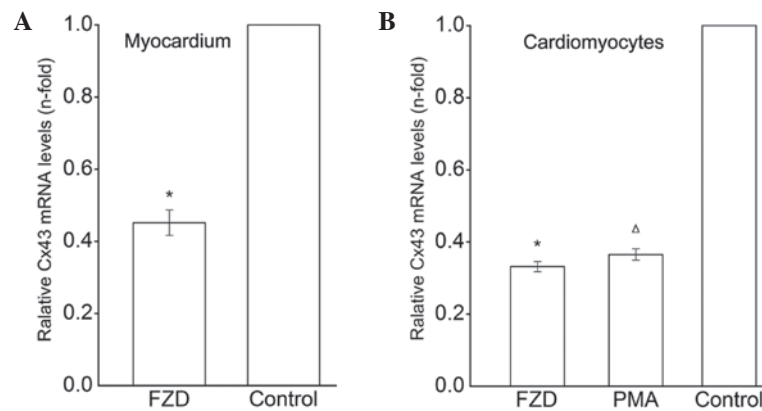 A
Ralative Cx43 mRNA levels (n-fold)
1.0
0.8
0.6
0.4
0.2
0.0
Myocardium
*
FZD Control
B
Ralative Cx43 mRNA levels (n-fold)
1.0
0.8
0.6
0.4
0.2
0.0
Cardiomyocytes
*
Δ
FZD PMA Control